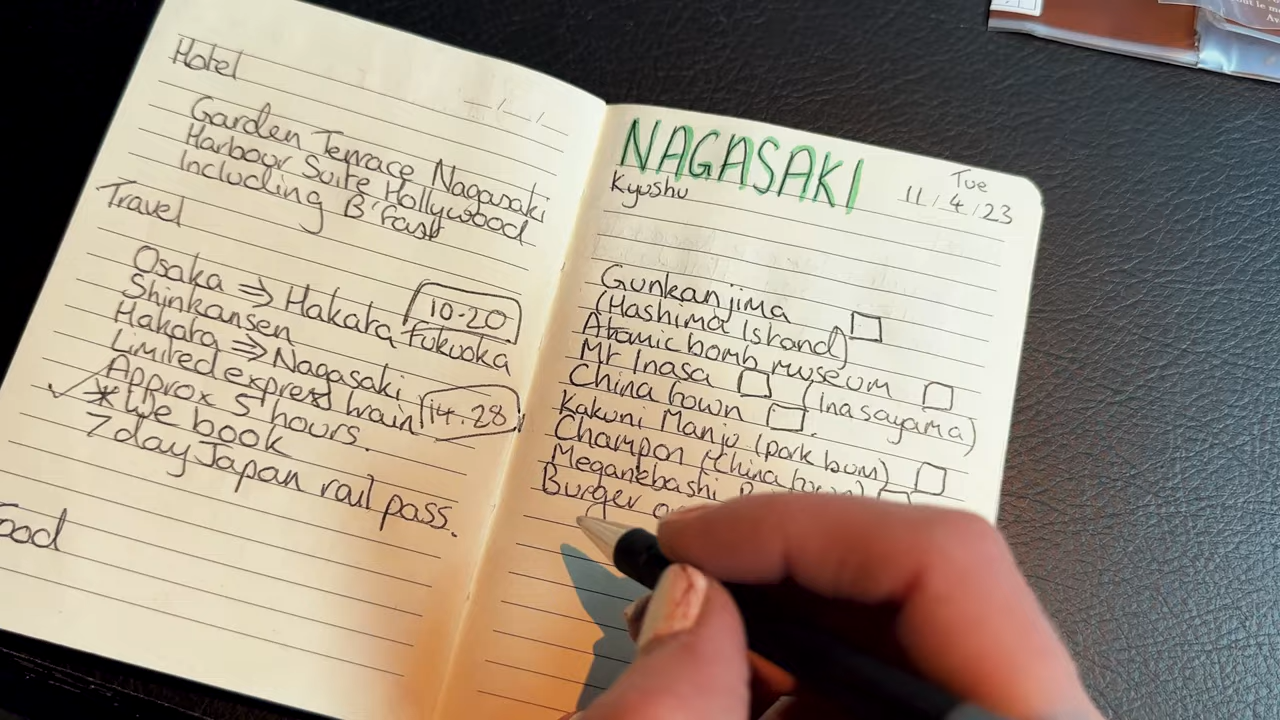 Hotel
Garden Terrace Nagasaki
Harbour Suite Hollywood
Including B'fast
Travel
Osaka ⇒ Hakata Fukuoka 10-20
Shinkansen
Hakata ⇒ Nagasaki
Limited express train 14.28
Approx 5 hours.
✓ * We book
7 day Japan rail pass.
Food
NAGASAKI
Kyushu
Tue
11/4/23
Gunkanjima
(Hashima Island)
Atomic bomb museum
Mt Inasa (Inasayama)
China town
Kakuni Manju (pork bun)
Champon (China town)
Meganebashi
Burger